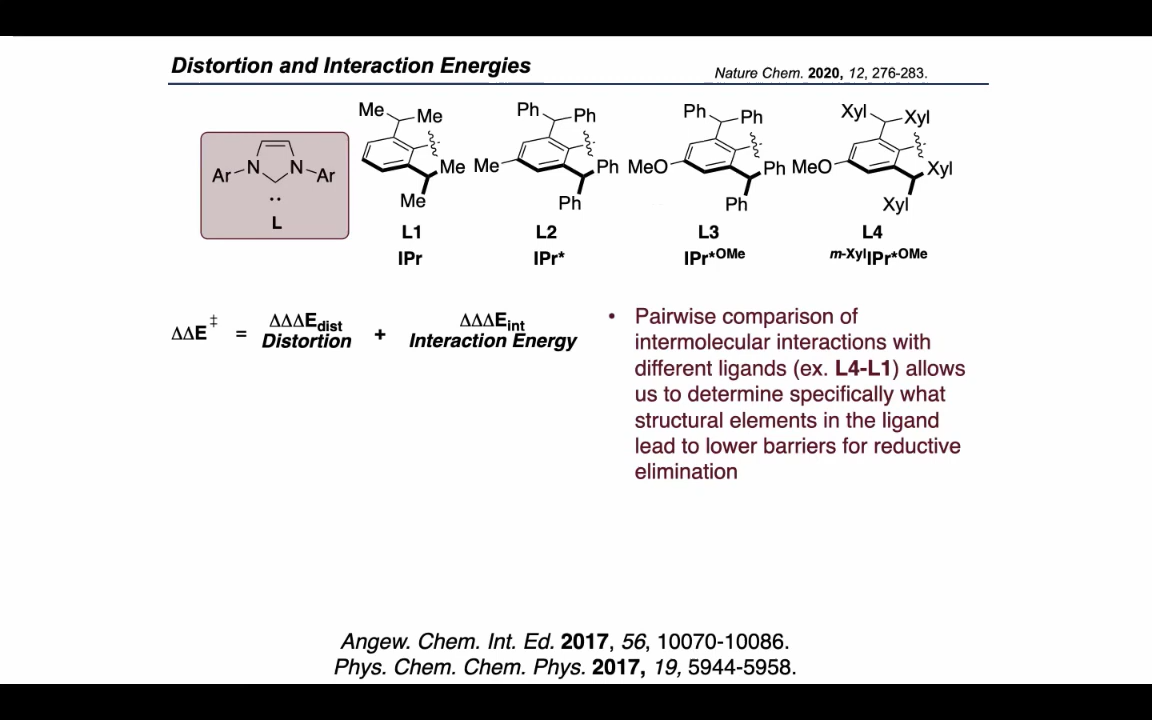 Distortion and Interaction Energies
Nature Chem. 2020, 12, 276-283.
Ar N N Ar
··
L
Me Me
Me
Me
L1
IPr
Ph Ph
Me Ph
Ph
L2
IPr*
Ph Ph
MeO Ph
Ph
L3
IPr*OMe
Xyl Xyl
MeO Xyl
Xyl
L4
m-XylIPr*OMe
ΔΔE‡ = ΔΔΔEdist + ΔΔΔEint
Distortion Interaction Energy
• Pairwise comparison of
intermolecular interactions with
different ligands (ex. L4-L1) allows
us to determine specifically what
structural elements in the ligand
lead to lower barriers for reductive
elimination
Angew. Chem. Int. Ed. 2017, 56, 10070-10086.
Phys. Chem. Chem. Phys. 2017, 19, 5944-5958.